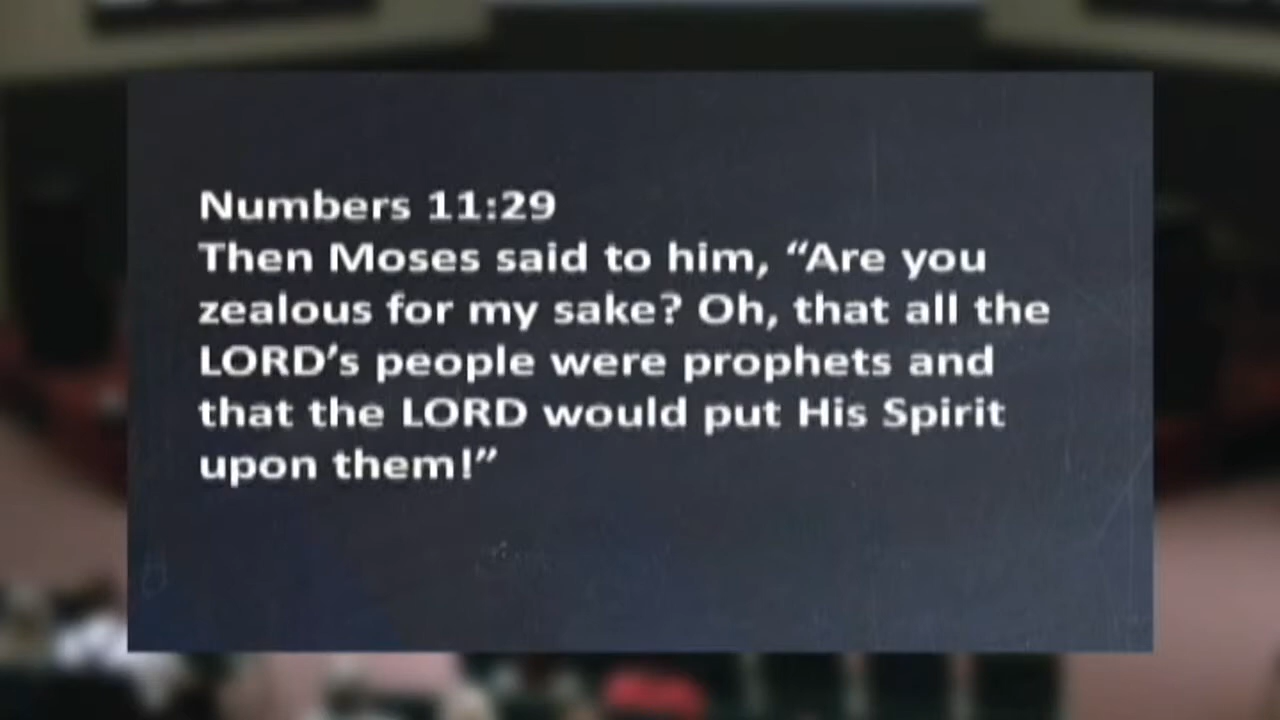 Numbers 11:29
Then Moses said to him, “Are you
zealous for my sake? Oh, that all the
LORD’s people were prophets and
that the LORD would put His Spirit
upon them!”